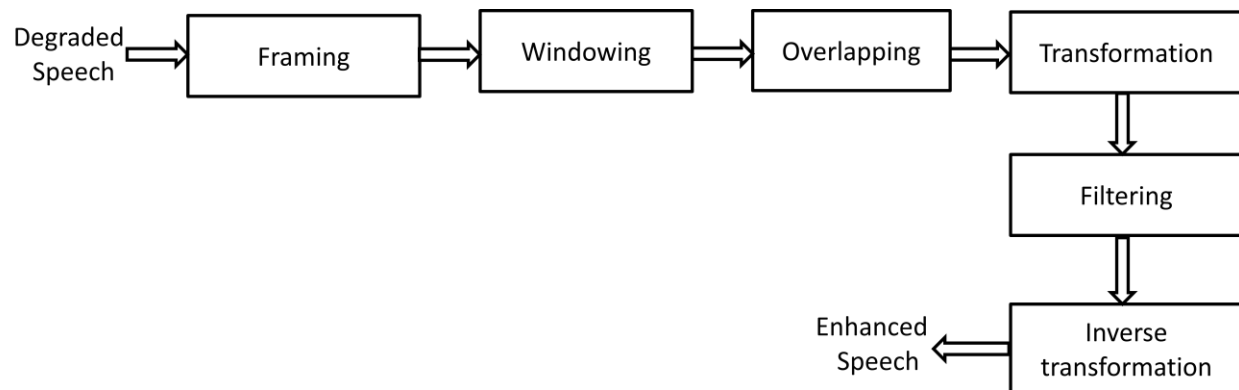 Degraded
Speech
Framing
Windowing
Overlapping
Transformation
Filtering
Inverse
transformation
Enhanced
Speech